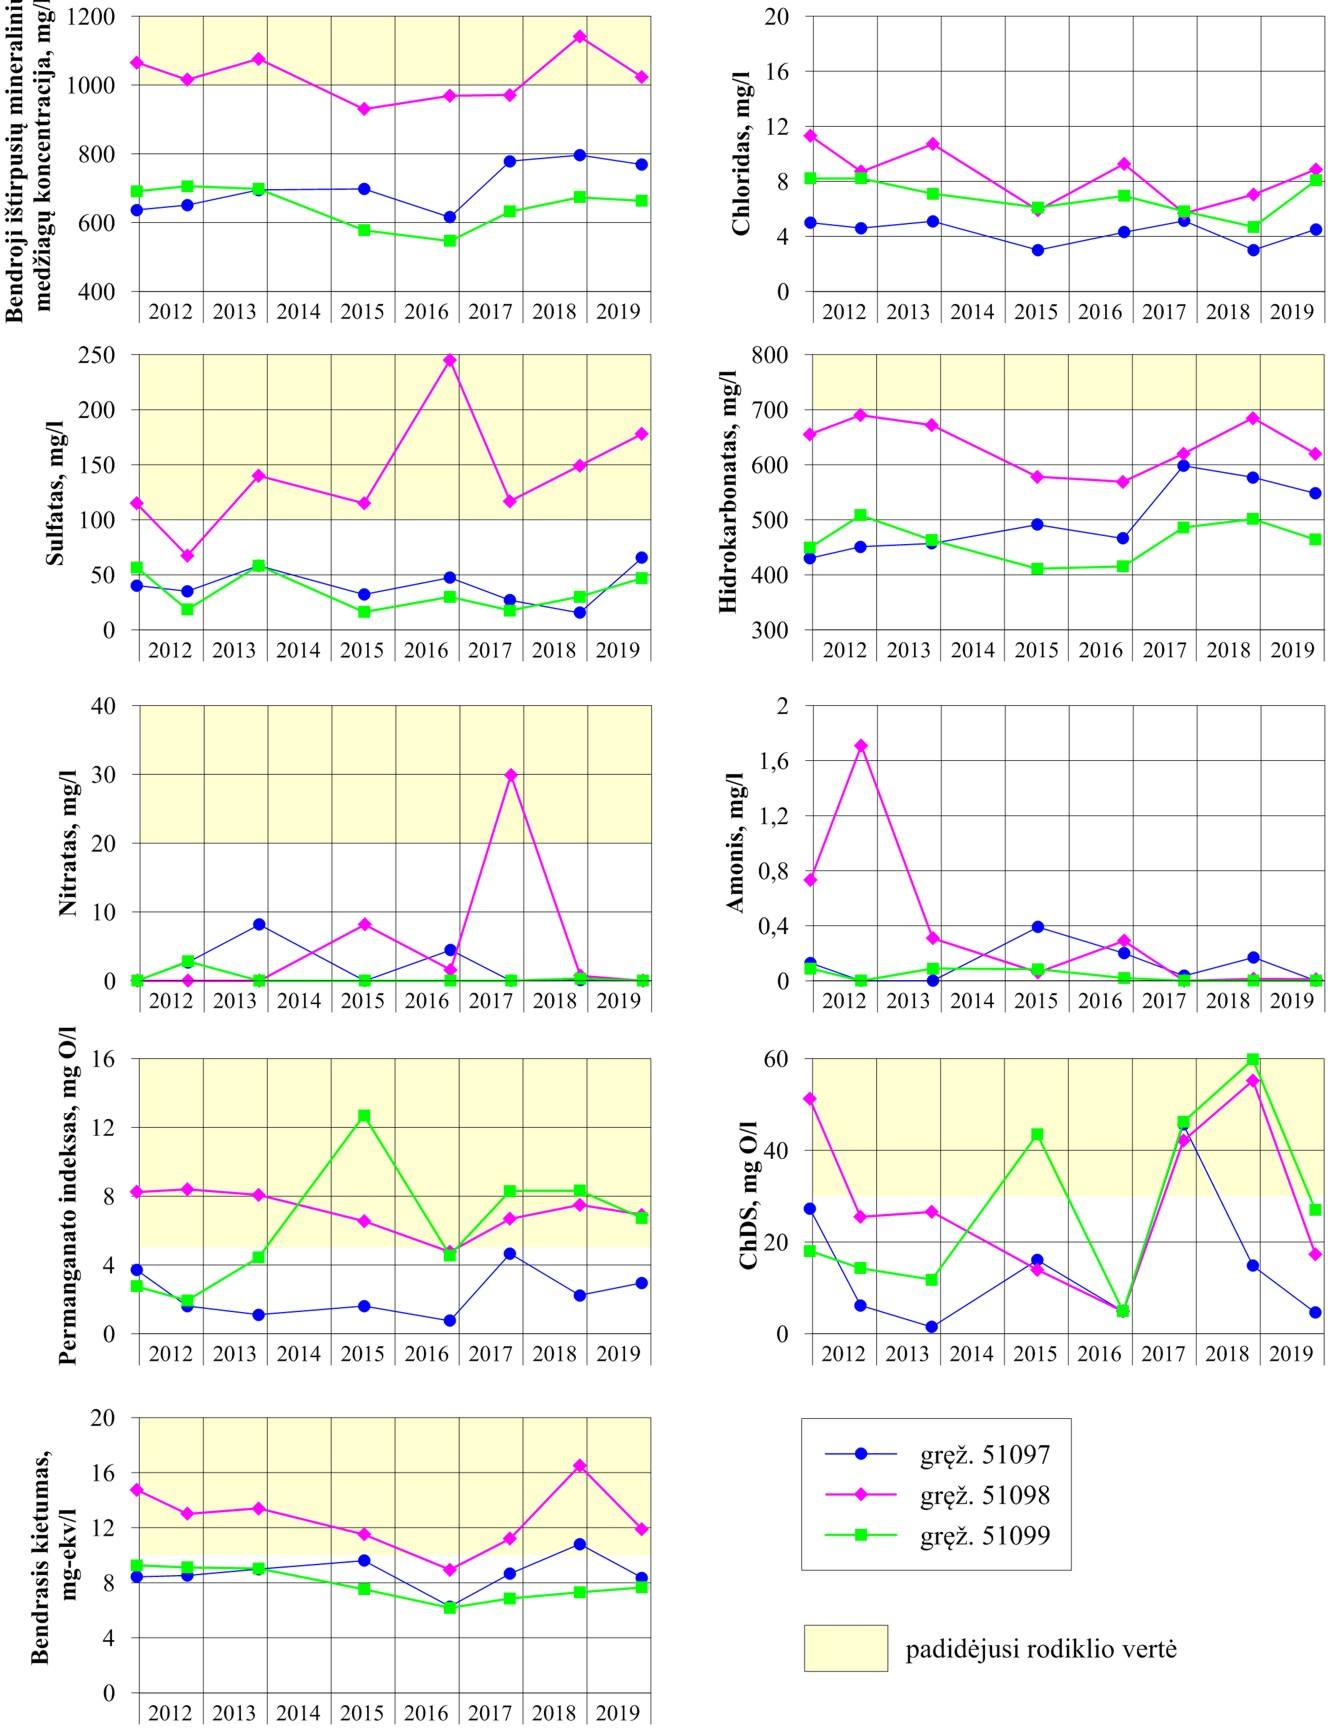 Bendroji ištirpusių mineralinių
medžiagų koncentracija, mg/l
1200
1000
800
600
400
2012 2013 2014 2015 2016 2017 2018 2019
Chloridas, mg/l
20
16
12
8
4
0
2012 2013 2014 2015 2016 2017 2018 2019
Sulfatas, mg/l
250
200
150
100
50
0
2012 2013 2014 2015 2016 2017 2018 2019
Hidrokarbonatas, mg/l
800
700
600
500
400
300
2012 2013 2014 2015 2016 2017 2018 2019
Nitratas, mg/l
40
30
20
10
0
2012 2013 2014 2015 2016 2017 2018 2019
Amonis, mg/l
2
1,6
1,2
0,8
0,4
0
2012 2013 2014 2015 2016 2017 2018 2019
Permanganato indeksas, mg O/l
16
12
8
4
0
2012 2013 2014 2015 2016 2017 2018 2019
ChDS, mg O/l
60
40
20
0
2012 2013 2014 2015 2016 2017 2018 2019
Bendrasis kietumas,
mg-ekv/l
20
16
12
8
4
0
2012 2013 2014 2015 2016 2017 2018 2019
gręž. 51097
gręž. 51098
gręž. 51099
padidėjusi rodiklio vertė